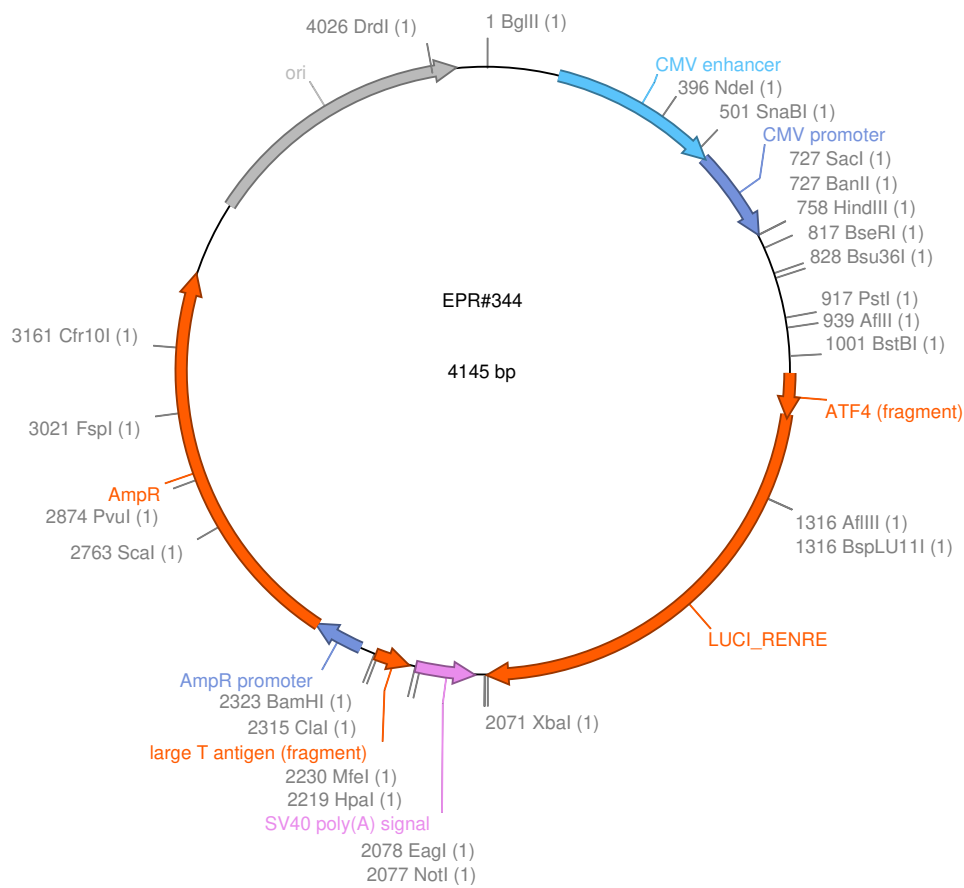 4026 DrdI (1)
1 BglII (1)
ori
CMV enhancer
396 NdeI (1)
501 SnaBI (1)
CMV promoter
727 SacI (1)
727 BanII (1)
758 HindIII (1)
817 BseRI (1)
828 Bsu36I (1)
EPR#344
917 PstI (1)
939 AflII (1)
3161 Cfr10I (1)
1001 BstBI (1)
4145 bp
ATF4 (fragment)
3021 FspI (1)
AmpR
2874 PvuI (1)
1316 AflIII (1)
2763 ScaI (1)
1316 BspLU11I (1)
LUCI_RENRE
AmpR promoter
2323 BamHI (1)
2071 XbaI (1)
2315 ClaI (1)
large T antigen (fragment)
2230 MfeI (1)
2219 HpaI (1)
SV40 poly(A) signal
2078 EagI (1)
2077 NotI (1)